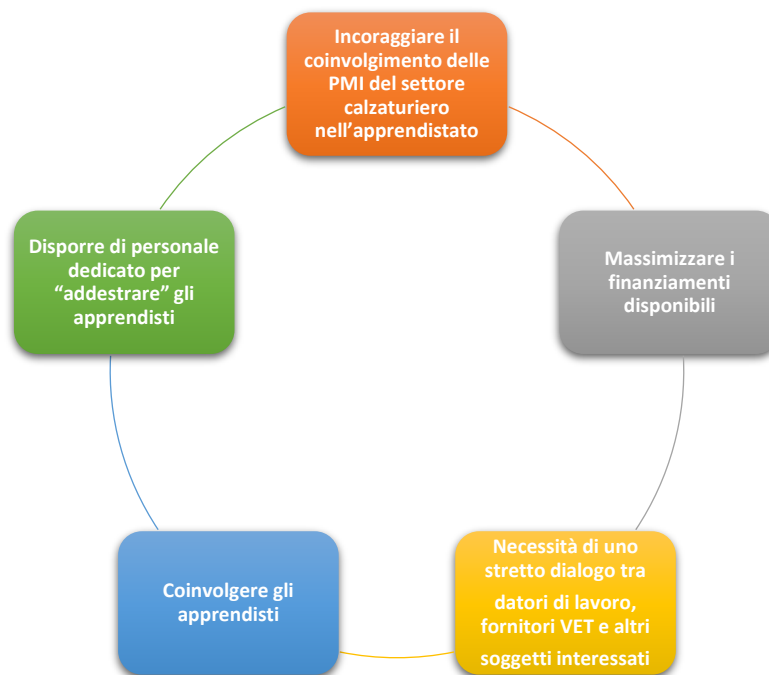 Incoraggiare il
coinvolgimento delle
PMI del settore
calzaturiero
nell’apprendistato
Massimizzare i
finanziamenti
disponibili
Necessità di uno
stretto dialogo tra
datori di lavoro,
fornitori VET e altri
soggetti interessati
Coinvolgere gli
apprendisti
Disporre di personale
dedicato per
“addestrare” gli
apprendisti